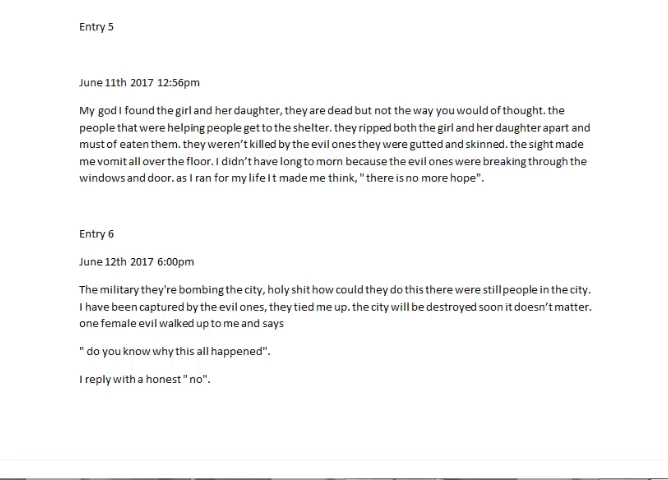 Entry 5
June 11th 2017 12:56pm
My god I found the girl and her daughter, they are dead but not the way you would of thought. the
people that were helping people get to the shelter. they ripped both the girl and her daughter apart and
must of eaten them. they weren't killed by the evil ones they were gutted and skinned. the sight made
me vomit all over the floor. I didn't have long to morn because the evil ones were breaking through the
windows and door. as I ran for my life I t made me think, " there is no more hope".
Entry 6
June 12th 2017 6:00pm
The military they're bombing the city, holy shit how could they do this there were still people in the city.
I have been captured by the evil ones, they tied me up. the city will be destroyed soon it doesn't matter.
one female evil walked up to me and says
" do you know why this all happened".
I reply with a honest " no".